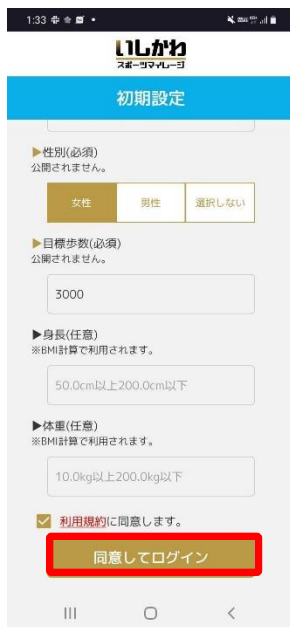 1:33
いしかわ
スポーツマイレージ
初期設定
▶性別(必須)
公開されません。
女性 男性 選択しない
▶目標歩数(必須)
公開されません。
3000
▶身長(任意)
※BMI計算で利用されます。
50.0cm以上200.0cm以下
▶体重(任意)
※BMI計算で利用されます。
10.0kg以上200.0kg以下
利用規約に同意します。
同意してログイン